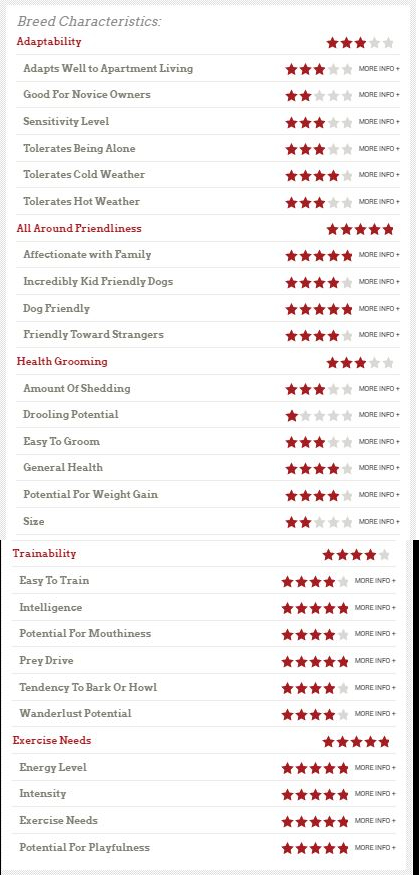 Breed Characteristics:
Adaptability
Adapts Well to Apartment Living MORE INFO +
Good For Novice Owners MORE INFO +
Sensitivity Level MORE INFO +
Tolerates Being Alone MORE INFO +
Tolerates Cold Weather MORE INFO +
Tolerates Hot Weather MORE INFO +
All Around Friendliness
Affectionate with Family MORE INFO +
Incredibly Kid Friendly Dogs MORE INFO +
Dog Friendly MORE INFO +
Friendly Toward Strangers MORE INFO +
Health Grooming
Amount Of Shedding MORE INFO +
Drooling Potential MORE INFO +
Easy To Groom MORE INFO +
General Health MORE INFO +
Potential For Weight Gain MORE INFO +
Size MORE INFO +
Trainability
Easy To Train MORE INFO +
Intelligence MORE INFO +
Potential For Mouthiness MORE INFO +
Prey Drive MORE INFO +
Tendency To Bark Or Howl MORE INFO +
Wanderlust Potential MORE INFO +
Exercise Needs
Energy Level MORE INFO +
Intensity MORE INFO +
Exercise Needs MORE INFO +
Potential For Playfulness MORE INFO +